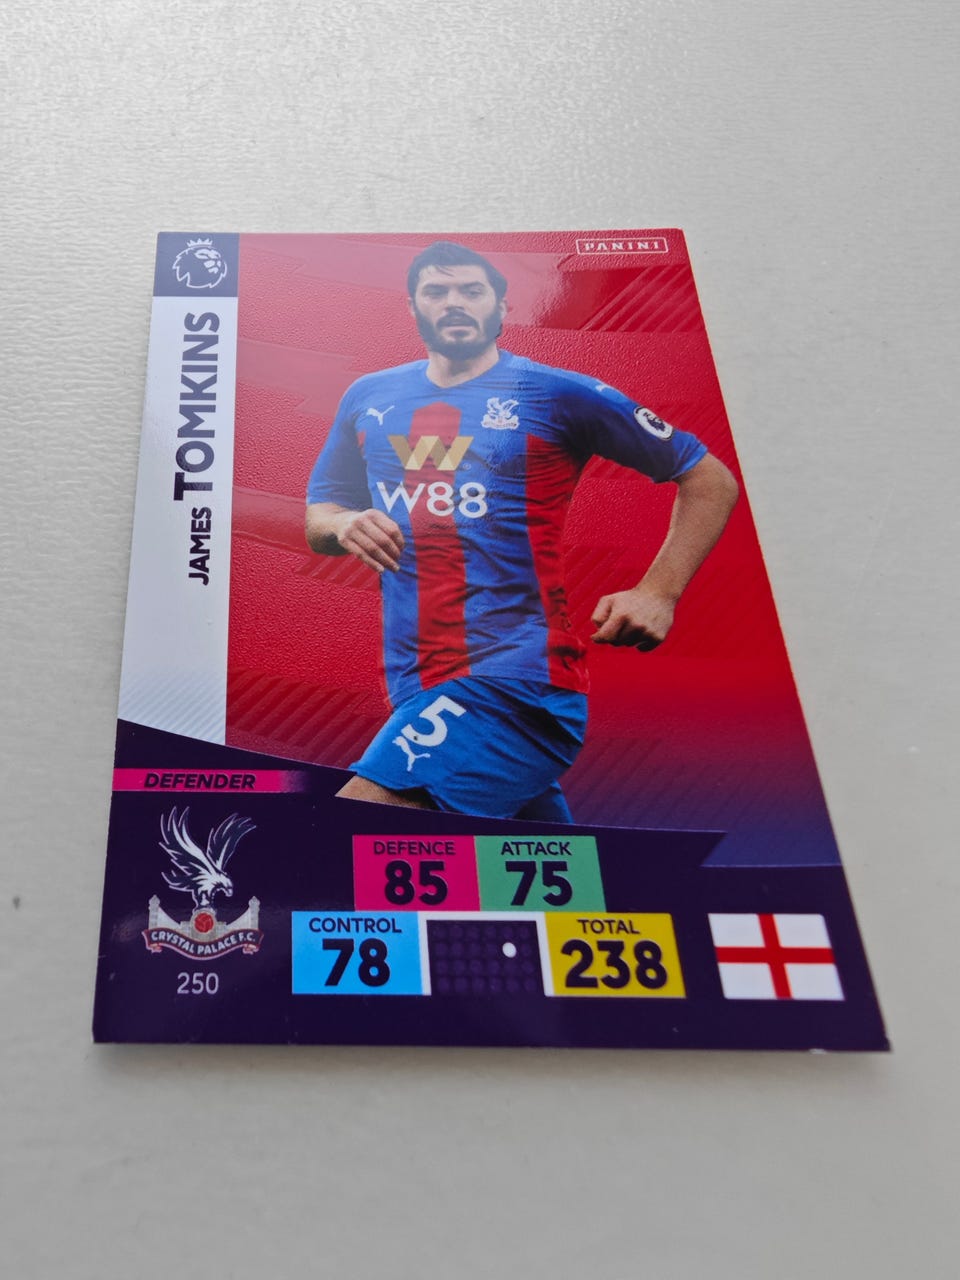 PANINI
JAMES TOMKINS
W88
5
DEFENDER
DEFENCE
85
ATTACK
75
CRYSTAL PALACE F.C.
250
CONTROL
78
TOTAL
238